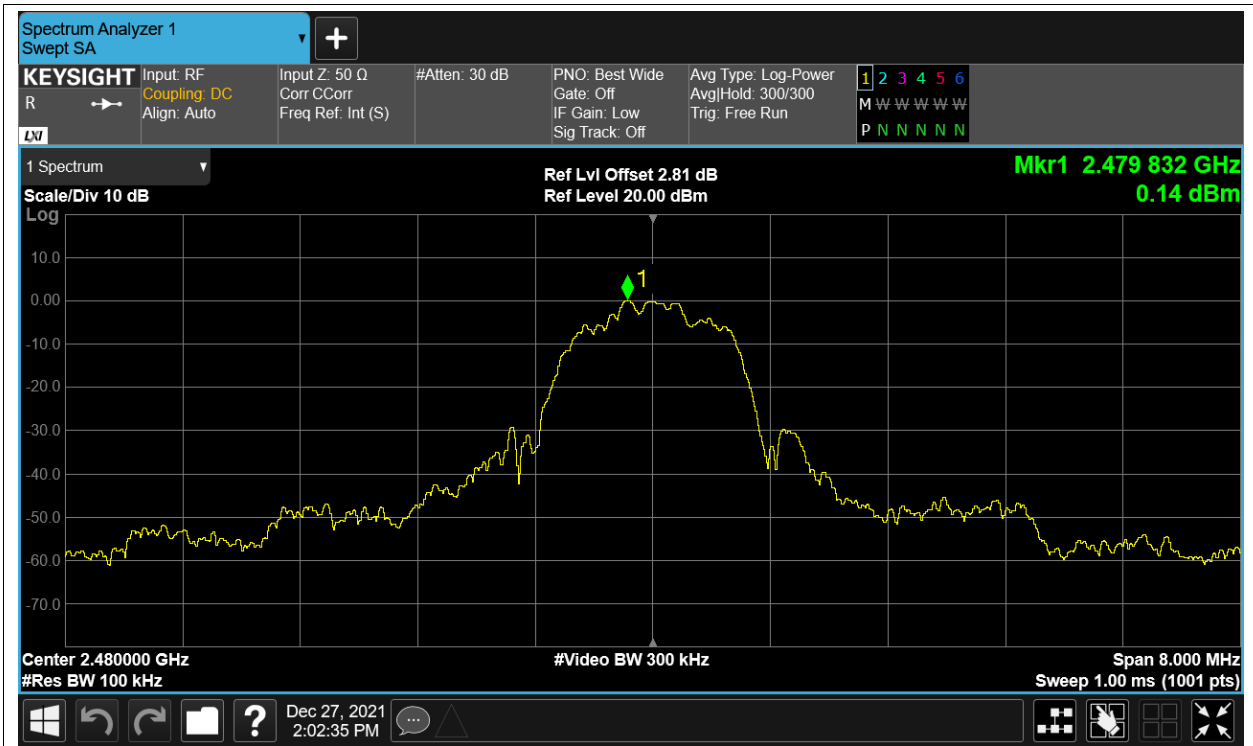 Spectrum Analyzer 1
Swept SA
KEYSIGHT
R
LXI
Input: RF
Coupling: DC
Align: Auto
Input Z: 50 Ω
Corr CCorr
Freq Ref: Int (S)
#Atten: 30 dB
PNO: Best Wide
Gate: Off
IF Gain: Low
Sig Track: Off
Avg Type: Log-Power
Avg|Hold: 300/300
Trig: Free Run
1 2 3 4 5 6
M W W W W W
P N N N N N
1 Spectrum
Scale/Div 10 dB
Ref Lvl Offset 2.81 dB
Ref Level 20.00 dBm
Mkr1 2.479 832 GHz
0.14 dBm
Log
10.0
0.00
-10.0
-20.0
-30.0
-40.0
-50.0
-60.0
-70.0
1
Center 2.480000 GHz
#Video BW 300 kHz
Span 8.000 MHz
#Res BW 100 kHz
Sweep 1.00 ms (1001 pts)
?
Dec 27, 2021
2:02:35 PM